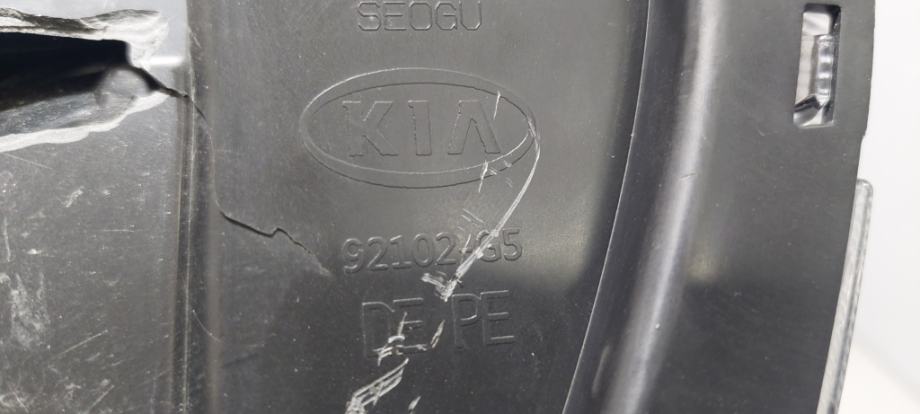 SEOGU
KIA
92102-G5
DE PE